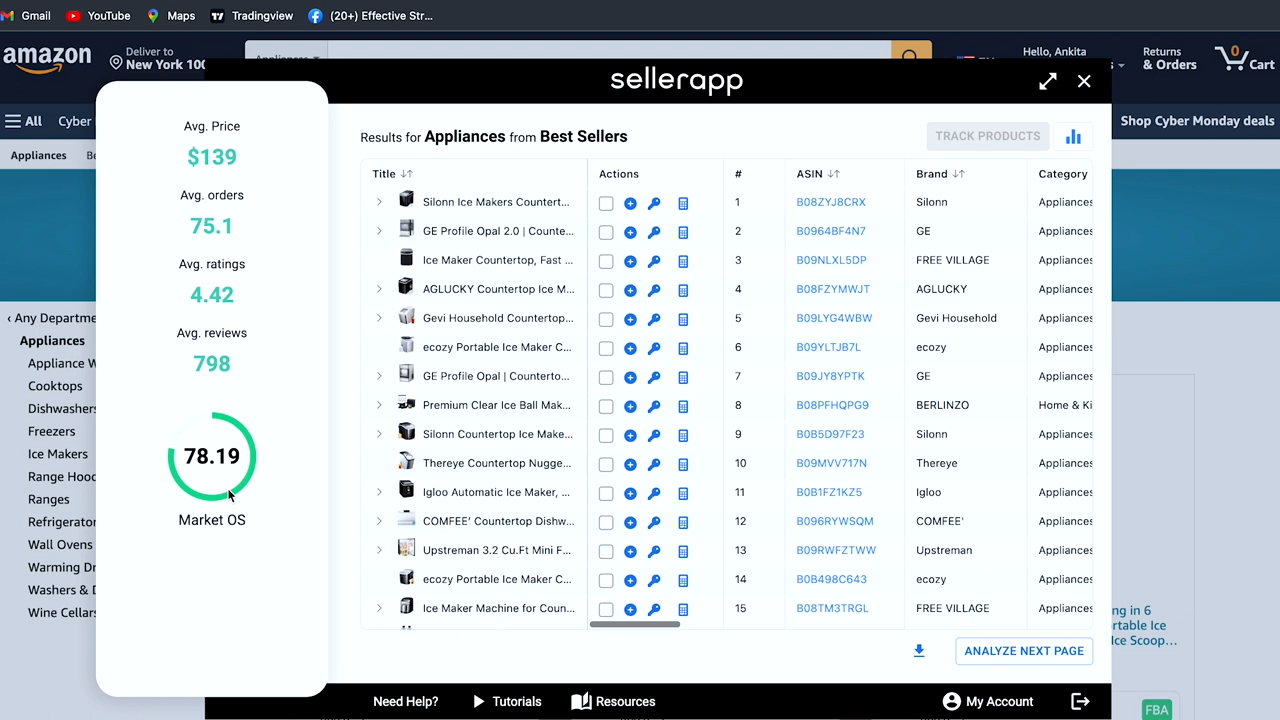 Gmail YouTube Maps Tradingview (20+) Effective Str...
amazon
Deliver to
New York 100
Hello, Ankita
Returns
& Orders
0
Cart
All Cyber
Shop Cyber Monday deals
Appliances Be
sellerapp
Avg. Price
$139
Avg. orders
75.1
Avg. ratings
4.42
Avg. reviews
798
78.19
Market OS
‹ Any Departme
Appliances
Appliance W
Cooktops
Dishwashers
Freezers
Ice Makers
Range Hood
Ranges
Refrigerator
Wall Ovens
Warming Dr
Washers & D
Wine Cellars
Results for Appliances from Best Sellers
TRACK PRODUCTS
Title Actions # ASIN Brand Category
Silonn Ice Makers Countert... 1 B08ZYJ8CRX Silonn Appliances
GE Profile Opal 2.0 | Counte... 2 B0964BF4N7 GE Appliances
Ice Maker Countertop, Fast ... 3 B09NLXL5DP FREE VILLAGE Appliances
AGLUCKY Countertop Ice M... 4 B08FZYMWJT AGLUCKY Appliances
Gevi Household Countertop... 5 B09LYG4WBW Gevi Household Appliances
ecozy Portable Ice Maker C... 6 B09YLTJB7L ecozy Appliances
GE Profile Opal | Counterto... 7 B09JY8YPTK GE Appliances
Premium Clear Ice Ball Mak... 8 B08PFHQPG9 BERLINZO Home & Ki
Silonn Countertop Ice Make... 9 B0B5D97F23 Silonn Appliances
Thereye Countertop Nugge... 10 B09MVV717N Thereye Appliances
Igloo Automatic Ice Maker, ... 11 B0B1FZ1KZ5 Igloo Appliances
COMFEE' Countertop Dishw... 12 B096RYWSQM COMFEE' Appliances
Upstreman 3.2 Cu.Ft Mini F... 13 B09RWFZTWW Upstreman Appliances
ecozy Portable Ice Maker C... 14 B0B498C643 ecozy Appliances
Ice Maker Machine for Coun... 15 B08TM3TRGL FREE VILLAGE Appliances
ng in 6
rtable Ice
Ice Scoop...
ANALYZE NEXT PAGE
Need Help? Tutorials Resources My Account
FBA